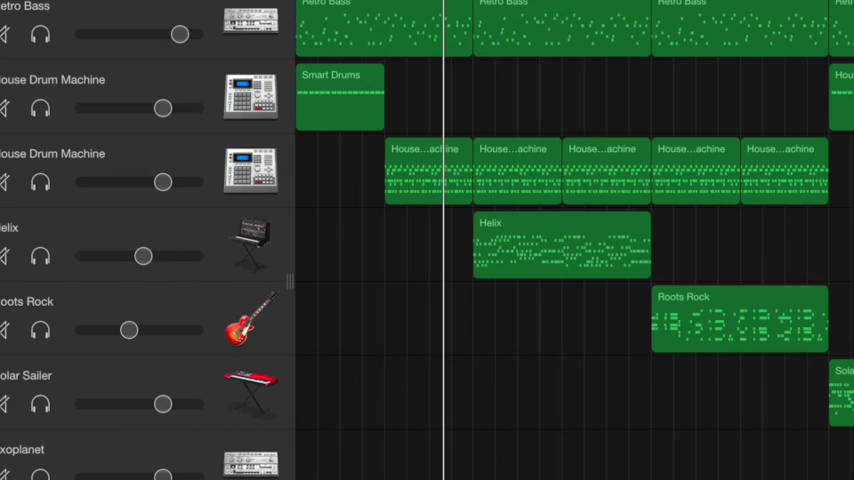 etro Bass
Retro Bass
Retro Bass
Retro Bass
ouse Drum Machine
Smart Drums
Hou
ouse Drum Machine
House...achine
House...achine
House...achine
House...achine
House...achine
elix
Helix
oots Rock
Roots Rock
olar Sailer
Sola
xoplanet